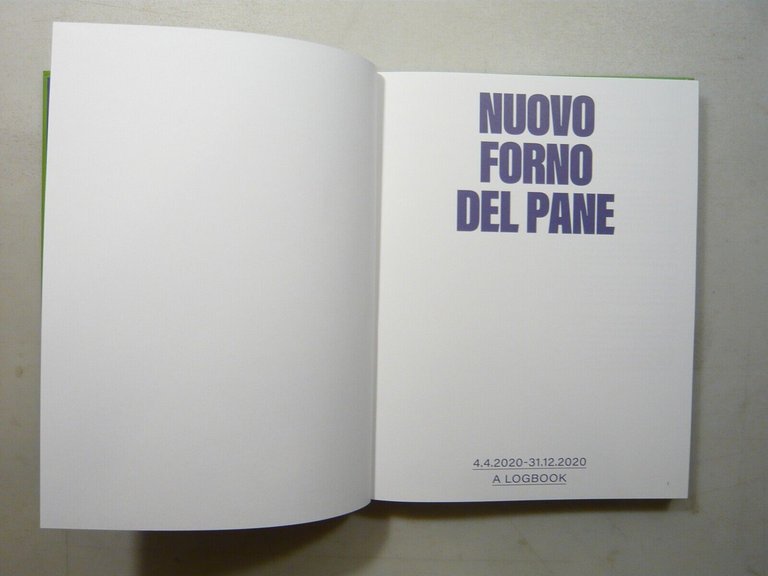 NUOVO
FORNO
DEL PANE
4.4.2020-31.12.2020
A LOGBOOK